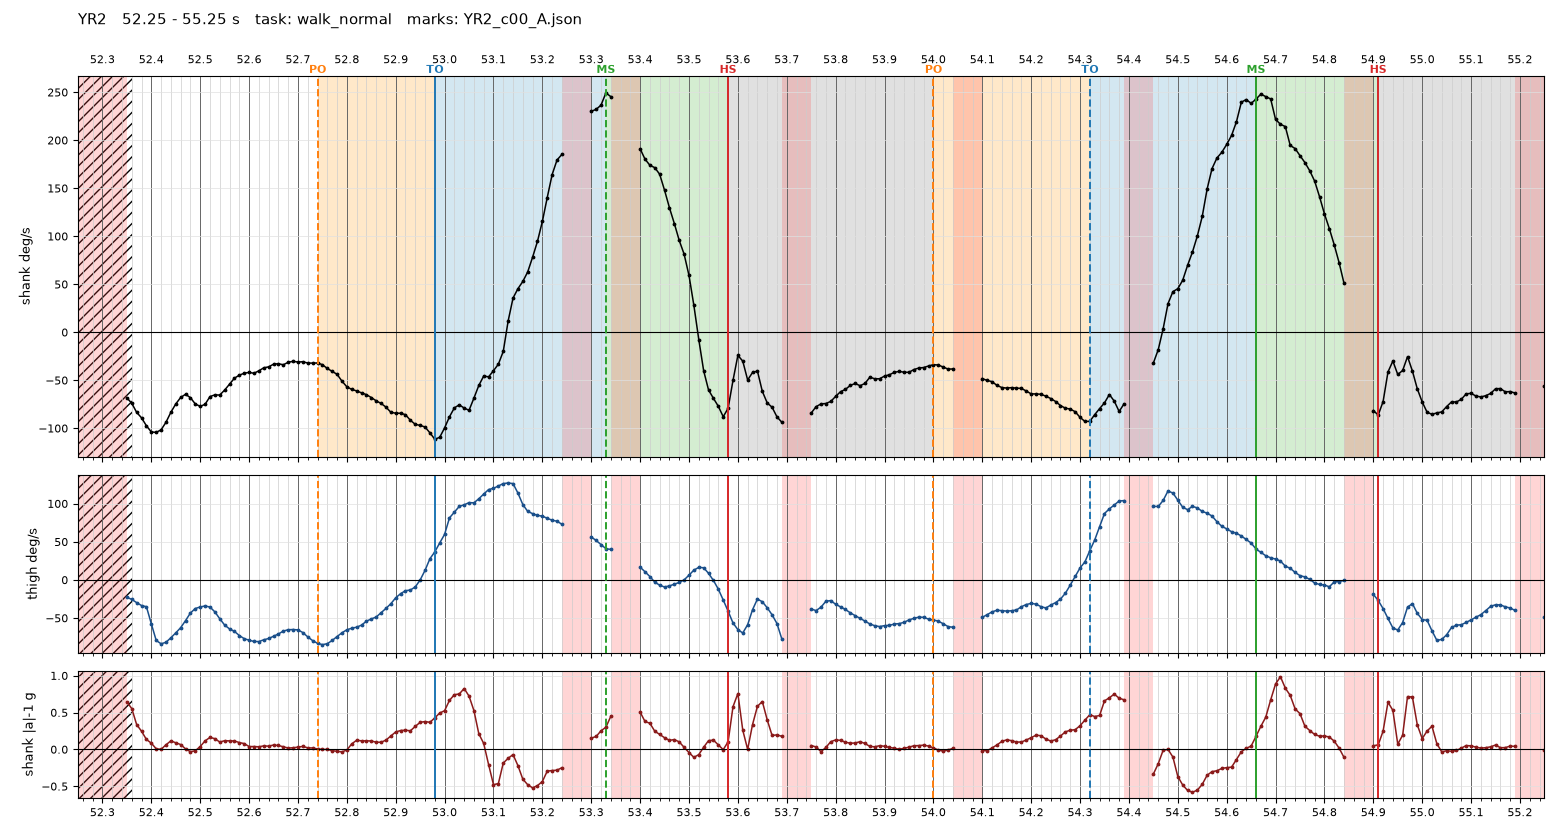 YR2   52.25 - 55.25 s   task: walk_normal   marks: YR2_c00_A.json
52.3 52.4 52.5 52.6 52.7 52.8 52.9 53.0 53.1 53.2 53.3 53.4 53.5 53.6 53.7 53.8 53.9 54.0 54.1 54.2 54.3 54.4 54.5 54.6 54.7 54.8 54.9 55.0 55.1 55.2
PO TO MS HS PO TO MS HS
250
200
150
100
50
0
−50
−100
shank deg/s
100
50
0
−50
thigh deg/s
1.0
0.5
0.0
−0.5
shank |a|-1 g
52.3 52.4 52.5 52.6 52.7 52.8 52.9 53.0 53.1 53.2 53.3 53.4 53.5 53.6 53.7 53.8 53.9 54.0 54.1 54.2 54.3 54.4 54.5 54.6 54.7 54.8 54.9 55.0 55.1 55.2